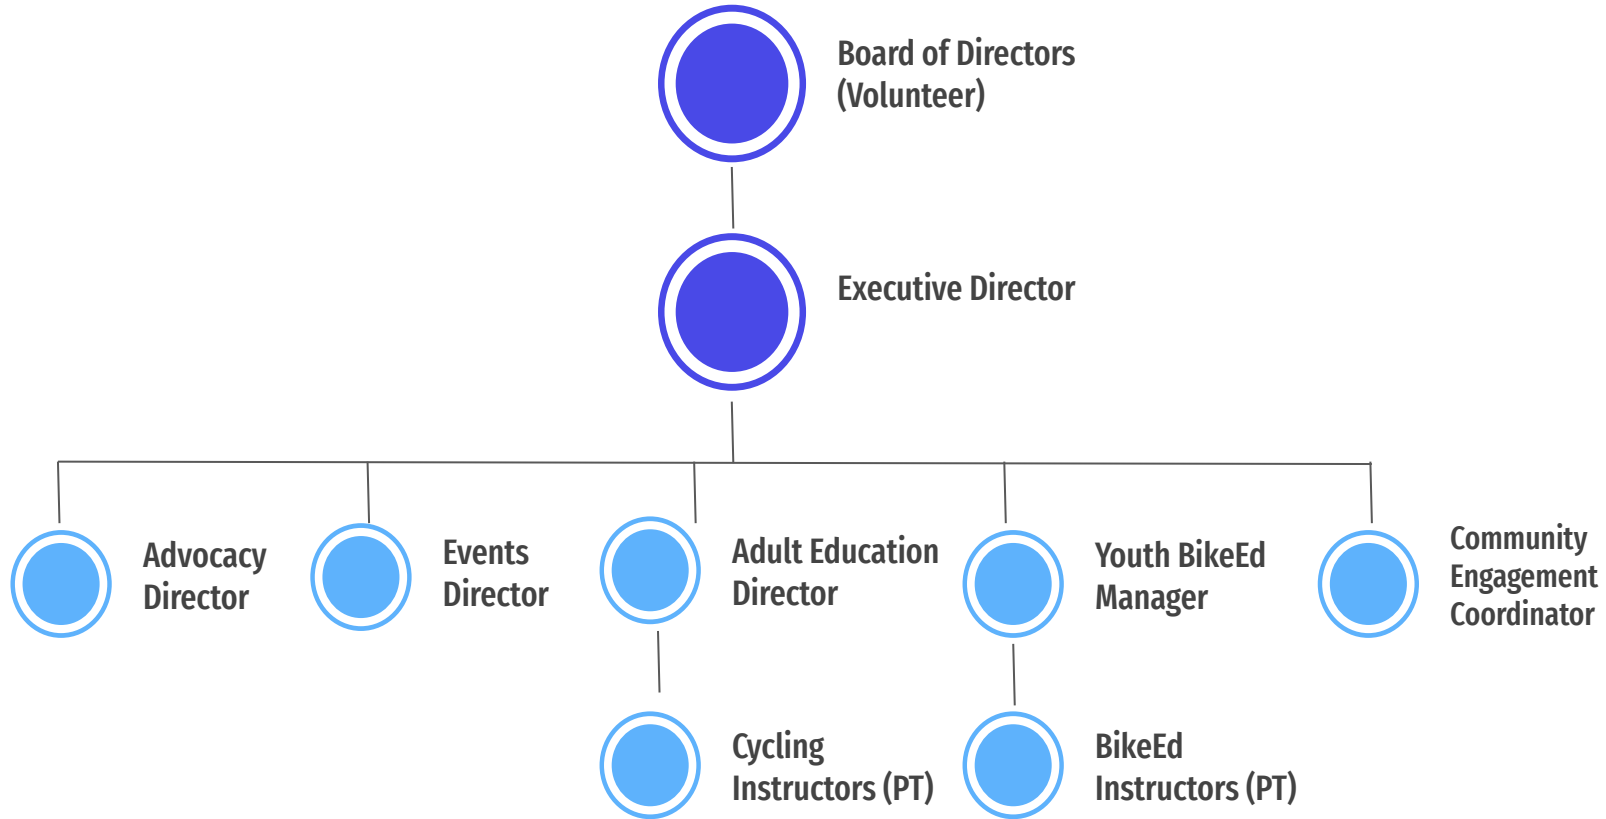 Board of Directors
(Volunteer)
Executive Director
Advocacy
Director
Events
Director
Adult Education
Director
Youth BikeEd
Manager
Community
Engagement
Coordinator
Cycling
Instructors (PT)
BikeEd
Instructors (PT)